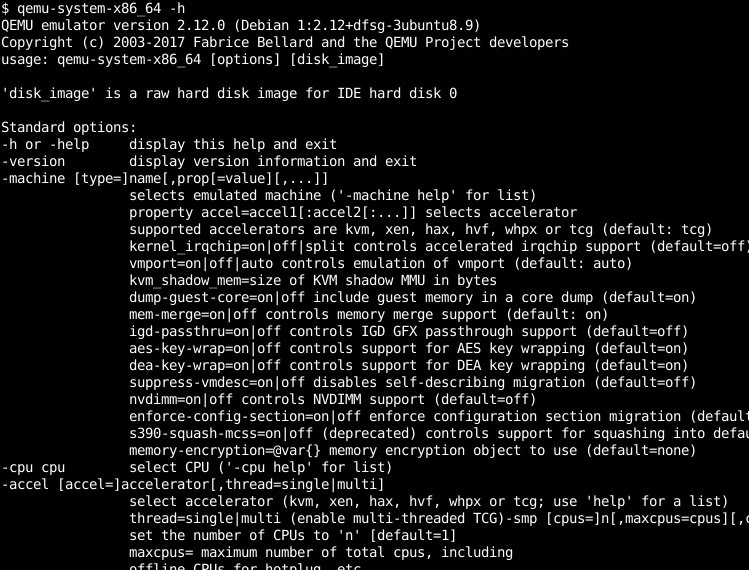 $ qemu-system-x86_64 -h
QEMU emulator version 2.12.0 (Debian 1:2.12+dfsg-3ubuntu8.9)
Copyright (c) 2003-2017 Fabrice Bellard and the QEMU Project developers
usage: qemu-system-x86_64 [options] [disk_image]

'disk_image' is a raw hard disk image for IDE hard disk 0

Standard options:
-h or -help     display this help and exit
-version        display version information and exit
-machine [type=]name[,prop[=value][,...]]
                selects emulated machine ('-machine help' for list)
                property accel=accel1[:accel2[:...]] selects accelerator
                supported accelerators are kvm, xen, hax, hvf, whpx or tcg (default: tcg)
                kernel_irqchip=on|off|split controls accelerated irqchip support (default=off)
                vmport=on|off|auto controls emulation of vmport (default: auto)
                kvm_shadow_mem=size of KVM shadow MMU in bytes
                dump-guest-core=on|off include guest memory in a core dump (default=on)
                mem-merge=on|off controls memory merge support (default: on)
                igd-passthru=on|off controls IGD GFX passthrough support (default=off)
                aes-key-wrap=on|off controls support for AES key wrapping (default=on)
                dea-key-wrap=on|off controls support for DEA key wrapping (default=on)
                suppress-vmdesc=on|off disables self-describing migration (default=off)
                nvdimm=on|off controls NVDIMM support (default=off)
                enforce-config-section=on|off enforce configuration section migration (default
                s390-squash-mcss=on|off (deprecated) controls support for squashing into defau
                memory-encryption=@var{} memory encryption object to use (default=none)
-cpu cpu        select CPU ('-cpu help' for list)
-accel [accel=]accelerator[,thread=single|multi]
                select accelerator (kvm, xen, hax, hvf, whpx or tcg; use 'help' for a list)
                thread=single|multi (enable multi-threaded TCG)-smp [cpus=]n[,maxcpus=cpus][,c
                set the number of CPUs to 'n' [default=1]
                maxcpus= maximum number of total cpus, including
                offline CPUs for hotplug, etc